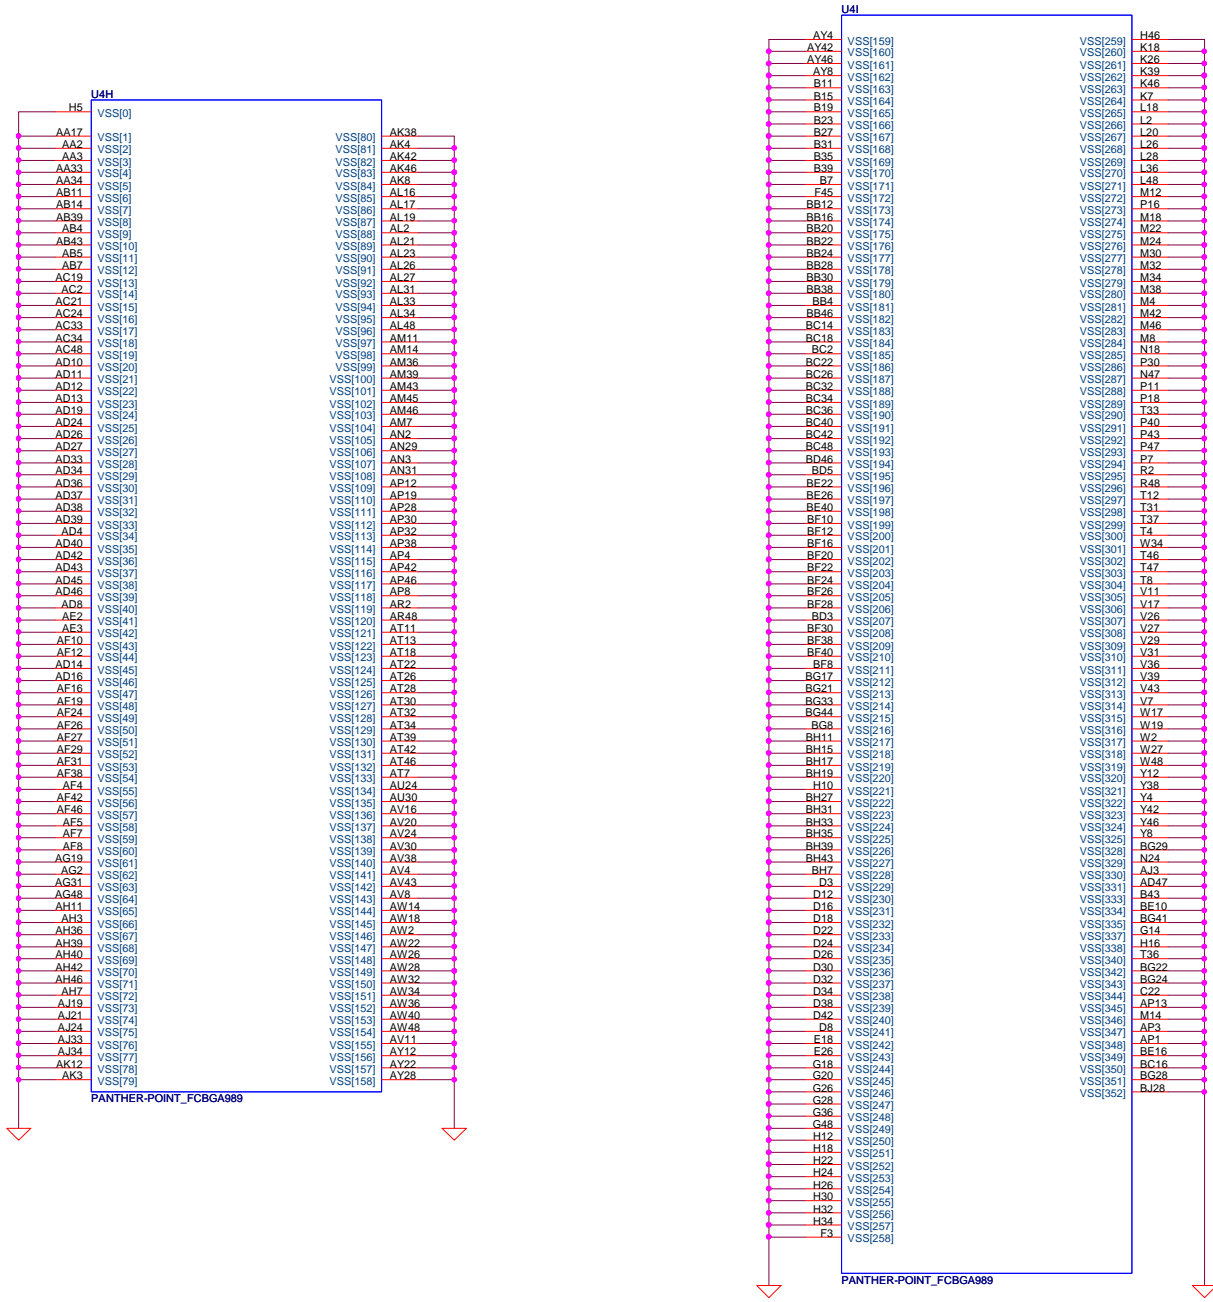 U4H
H5 VSS[0]
AA17 VSS[1]
AA2 VSS[2]
AA3 VSS[3]
AA33 VSS[4]
AA34 VSS[5]
AB11 VSS[6]
AB14 VSS[7]
AB39 VSS[8]
AB4 VSS[9]
AB43 VSS[10]
AB5 VSS[11]
AB7 VSS[12]
AC19 VSS[13]
AC2 VSS[14]
AC21 VSS[15]
AC24 VSS[16]
AC33 VSS[17]
AC34 VSS[18]
AC48 VSS[19]
AD10 VSS[20]
AD11 VSS[21]
AD12 VSS[22]
AD13 VSS[23]
AD19 VSS[24]
AD24 VSS[25]
AD26 VSS[26]
AD27 VSS[27]
AD33 VSS[28]
AD34 VSS[29]
AD36 VSS[30]
AD37 VSS[31]
AD38 VSS[32]
AD39 VSS[33]
AD4 VSS[34]
AD40 VSS[35]
AD42 VSS[36]
AD43 VSS[37]
AD45 VSS[38]
AD46 VSS[39]
AD8 VSS[40]
AE2 VSS[41]
AE3 VSS[42]
AF10 VSS[43]
AF12 VSS[44]
AD14 VSS[45]
AD16 VSS[46]
AF16 VSS[47]
AF19 VSS[48]
AF24 VSS[49]
AF26 VSS[50]
AF27 VSS[51]
AF29 VSS[52]
AF31 VSS[53]
AF38 VSS[54]
AF4 VSS[55]
AF42 VSS[56]
AF46 VSS[57]
AF5 VSS[58]
AF7 VSS[59]
AF8 VSS[60]
AG19 VSS[61]
AG2 VSS[62]
AG31 VSS[63]
AG48 VSS[64]
AH11 VSS[65]
AH3 VSS[66]
AH36 VSS[67]
AH39 VSS[68]
AH40 VSS[69]
AH42 VSS[70]
AH46 VSS[71]
AH7 VSS[72]
AJ19 VSS[73]
AJ21 VSS[74]
AJ24 VSS[75]
AJ33 VSS[76]
AJ34 VSS[77]
AK12 VSS[78]
AK3 VSS[79]
VSS[80] AK38
VSS[81] AK4
VSS[82] AK42
VSS[83] AK46
VSS[84] AK8
VSS[85] AL16
VSS[86] AL17
VSS[87] AL19
VSS[88] AL2
VSS[89] AL21
VSS[90] AL23
VSS[91] AL26
VSS[92] AL27
VSS[93] AL31
VSS[94] AL33
VSS[95] AL34
VSS[96] AL48
VSS[97] AM11
VSS[98] AM14
VSS[99] AM36
VSS[100] AM39
VSS[101] AM43
VSS[102] AM45
VSS[103] AM46
VSS[104] AM7
VSS[105] AN2
VSS[106] AN29
VSS[107] AN3
VSS[108] AN31
VSS[109] AP12
VSS[110] AP19
VSS[111] AP28
VSS[112] AP30
VSS[113] AP32
VSS[114] AP38
VSS[115] AP4
VSS[116] AP42
VSS[117] AP46
VSS[118] AP8
VSS[119] AR2
VSS[120] AR48
VSS[121] AT11
VSS[122] AT13
VSS[123] AT18
VSS[124] AT22
VSS[125] AT26
VSS[126] AT28
VSS[127] AT30
VSS[128] AT32
VSS[129] AT34
VSS[130] AT39
VSS[131] AT42
VSS[132] AT46
VSS[133] AT7
VSS[134] AU24
VSS[135] AU30
VSS[136] AV16
VSS[137] AV20
VSS[138] AV24
VSS[139] AV30
VSS[140] AV38
VSS[141] AV4
VSS[142] AV43
VSS[143] AV8
VSS[144] AW14
VSS[145] AW18
VSS[146] AW2
VSS[147] AW22
VSS[148] AW26
VSS[149] AW28
VSS[150] AW32
VSS[151] AW34
VSS[152] AW36
VSS[153] AW40
VSS[154] AW48
VSS[155] AV11
VSS[156] AY12
VSS[157] AY22
VSS[158] AY28
PANTHER-POINT_FCBGA989
U4I
AY4 VSS[159]
AY42 VSS[160]
AY46 VSS[161]
AY8 VSS[162]
B11 VSS[163]
B15 VSS[164]
B19 VSS[165]
B23 VSS[166]
B27 VSS[167]
B31 VSS[168]
B35 VSS[169]
B39 VSS[170]
B7 VSS[171]
F45 VSS[172]
BB12 VSS[173]
BB16 VSS[174]
BB20 VSS[175]
BB22 VSS[176]
BB24 VSS[177]
BB28 VSS[178]
BB30 VSS[179]
BB38 VSS[180]
BB4 VSS[181]
BB46 VSS[182]
BC14 VSS[183]
BC18 VSS[184]
BC2 VSS[185]
BC22 VSS[186]
BC26 VSS[187]
BC32 VSS[188]
BC34 VSS[189]
BC36 VSS[190]
BC40 VSS[191]
BC42 VSS[192]
BC48 VSS[193]
BD46 VSS[194]
BD5 VSS[195]
BE22 VSS[196]
BE26 VSS[197]
BE40 VSS[198]
BF10 VSS[199]
BF12 VSS[200]
BF16 VSS[201]
BF20 VSS[202]
BF22 VSS[203]
BF24 VSS[204]
BF26 VSS[205]
BF28 VSS[206]
BD3 VSS[207]
BF30 VSS[208]
BF38 VSS[209]
BF40 VSS[210]
BF8 VSS[211]
BG17 VSS[212]
BG21 VSS[213]
BG33 VSS[214]
BG44 VSS[215]
BG8 VSS[216]
BH11 VSS[217]
BH15 VSS[218]
BH17 VSS[219]
BH19 VSS[220]
H10 VSS[221]
BH27 VSS[222]
BH31 VSS[223]
BH33 VSS[224]
BH35 VSS[225]
BH39 VSS[226]
BH43 VSS[227]
BH7 VSS[228]
D3 VSS[229]
D12 VSS[230]
D16 VSS[231]
D18 VSS[232]
D22 VSS[233]
D24 VSS[234]
D26 VSS[235]
D30 VSS[236]
D32 VSS[237]
D34 VSS[238]
D38 VSS[239]
D42 VSS[240]
D8 VSS[241]
E18 VSS[242]
E26 VSS[243]
G18 VSS[244]
G20 VSS[245]
G26 VSS[246]
G28 VSS[247]
G36 VSS[248]
G48 VSS[249]
H12 VSS[250]
H18 VSS[251]
H22 VSS[252]
H24 VSS[253]
H26 VSS[254]
H30 VSS[255]
H32 VSS[256]
H34 VSS[257]
F3 VSS[258]
VSS[259] H46
VSS[260] K18
VSS[261] K26
VSS[262] K39
VSS[263] K46
VSS[264] K7
VSS[265] L18
VSS[266] L2
VSS[267] L20
VSS[268] L26
VSS[269] L28
VSS[270] L36
VSS[271] L48
VSS[272] M12
VSS[273] P16
VSS[274] M18
VSS[275] M22
VSS[276] M24
VSS[277] M30
VSS[278] M32
VSS[279] M34
VSS[280] M38
VSS[281] M4
VSS[282] M42
VSS[283] M46
VSS[284] M8
VSS[285] N18
VSS[286] P30
VSS[287] N47
VSS[288] P11
VSS[289] P18
VSS[290] T33
VSS[291] P40
VSS[292] P43
VSS[293] P47
VSS[294] P7
VSS[295] R2
VSS[296] R48
VSS[297] T12
VSS[298] T31
VSS[299] T37
VSS[300] T4
VSS[301] W34
VSS[302] T46
VSS[303] T47
VSS[304] T8
VSS[305] V11
VSS[306] V17
VSS[307] V26
VSS[308] V27
VSS[309] V29
VSS[310] V31
VSS[311] V36
VSS[312] V39
VSS[313] V43
VSS[314] V7
VSS[315] W17
VSS[316] W19
VSS[317] W2
VSS[318] W27
VSS[319] W48
VSS[320] Y12
VSS[321] Y38
VSS[322] Y4
VSS[323] Y42
VSS[324] Y46
VSS[325] Y8
VSS[328] BG29
VSS[329] N24
VSS[330] AJ3
VSS[331] AD47
VSS[333] B43
VSS[334] BE10
VSS[335] BG41
VSS[337] G14
VSS[338] H16
VSS[340] T36
VSS[342] BG22
VSS[343] BG24
VSS[344] C22
VSS[345] AP13
VSS[346] M14
VSS[347] AP3
VSS[348] AP1
VSS[349] BE16
VSS[350] BC16
VSS[351] BG28
VSS[352] BJ28
PANTHER-POINT_FCBGA989